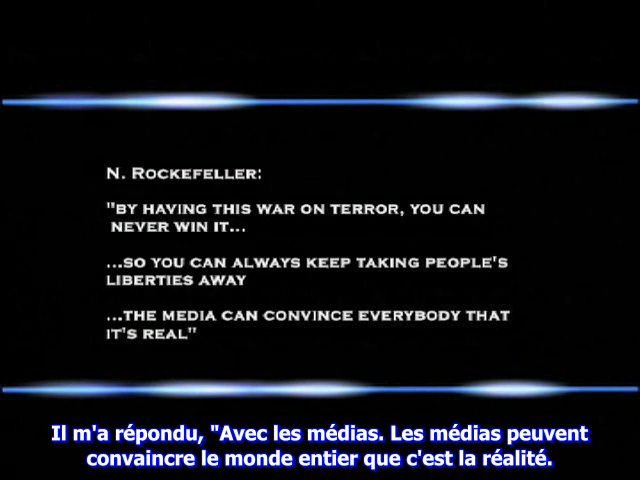 N. ROCKEFELLER:
"BY HAVING THIS WAR ON TERROR, YOU CAN
NEVER WIN IT...
...SO YOU CAN ALWAYS KEEP TAKING PEOPLE'S
LIBERTIES AWAY
...THE MEDIA CAN CONVINCE EVERYBODY THAT
IT'S REAL"
Il m'a répondu, "Avec les médias. Les médias peuvent
convaincre le monde entier que c'est la réalité.